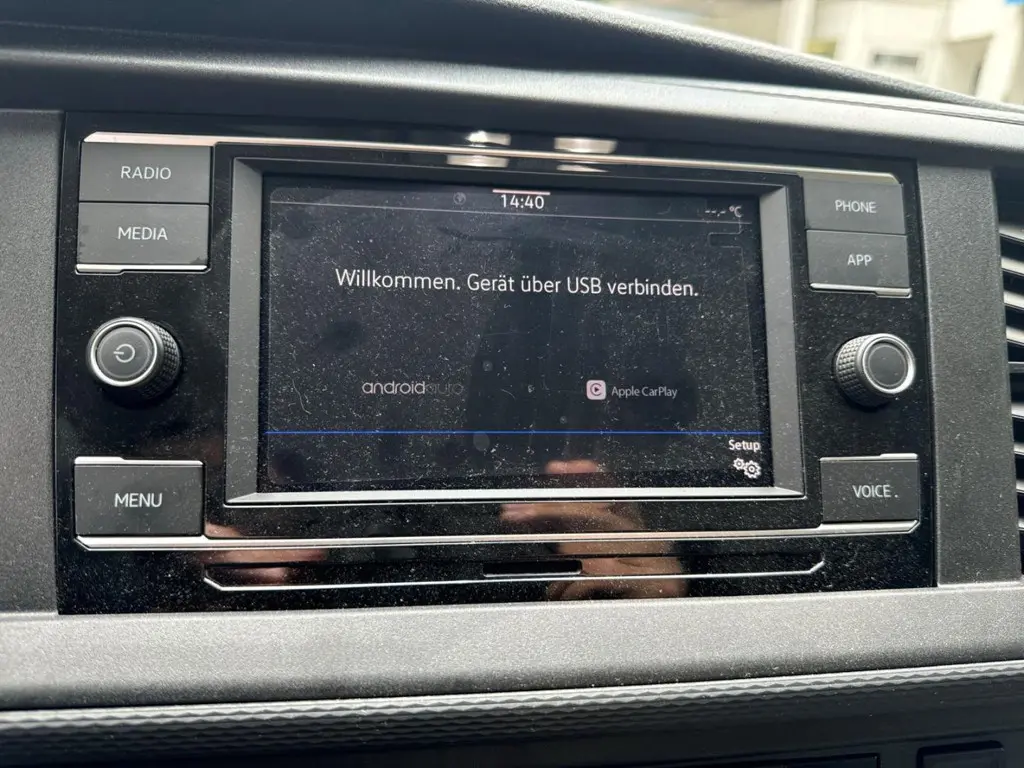 RADIO
MEDIA
MENU
PHONE
APP
VOICE
14:40
--,- °C
Willkommen. Gerät über USB verbinden.
androidauto
Apple CarPlay
Setup